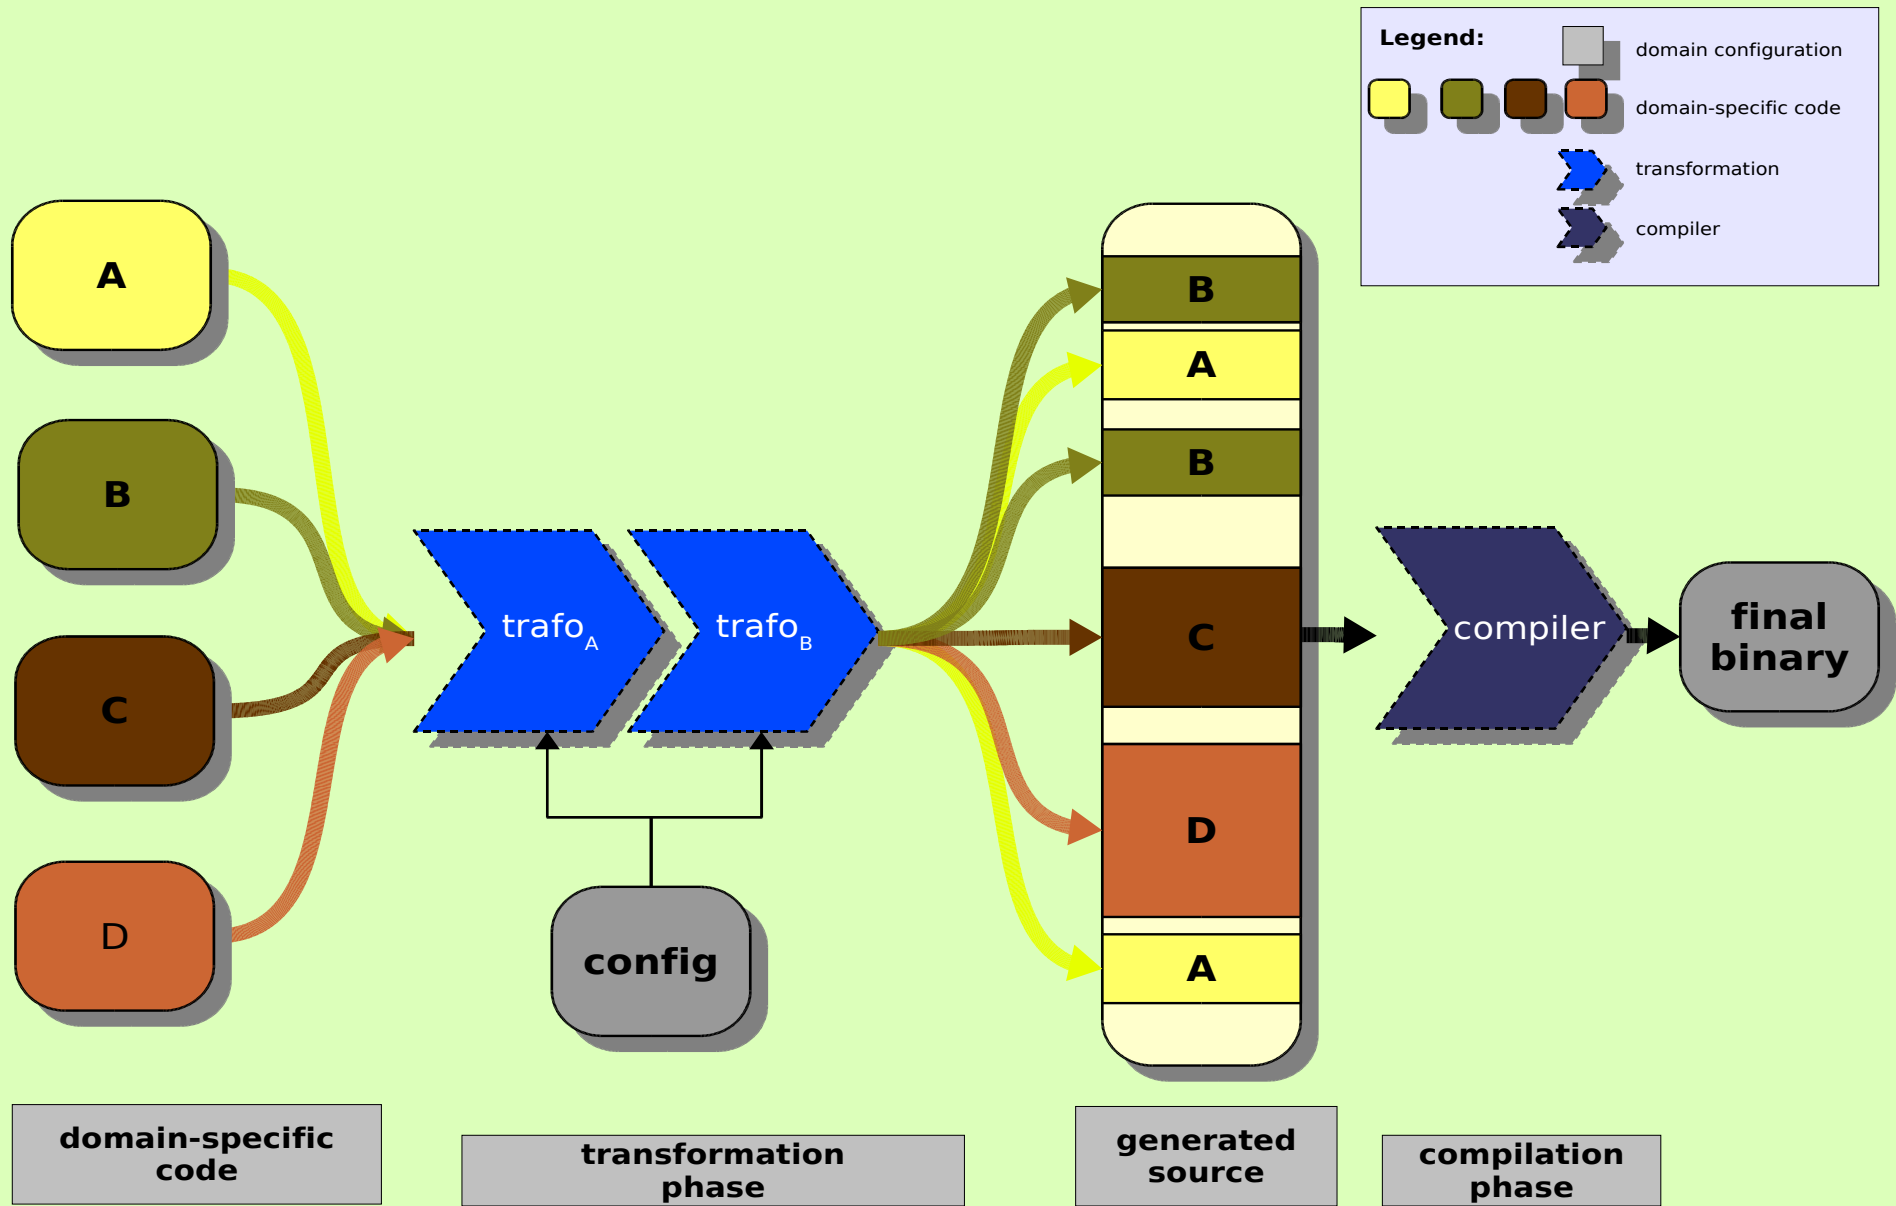 Legend:
domain configuration
domain-specific code
transformation
compiler
A
B
C
D
trafoA
trafoB
config
B
A
B
C
D
A
compiler
final
binary
domain-specific
code
transformation
phase
generated
source
compilation
phase